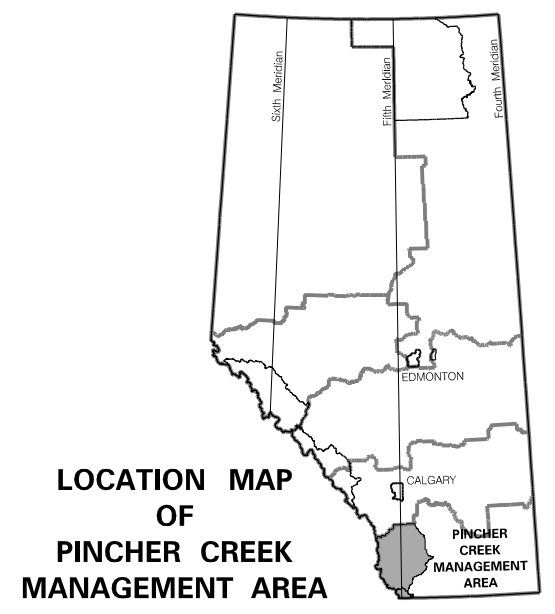 Sixth Meridian
Fifth Meridian
Fourth Meridian
EDMONTON
CALGARY
PINCHER
CREEK
MANAGEMENT
AREA
LOCATION MAP
OF
PINCHER CREEK
MANAGEMENT AREA